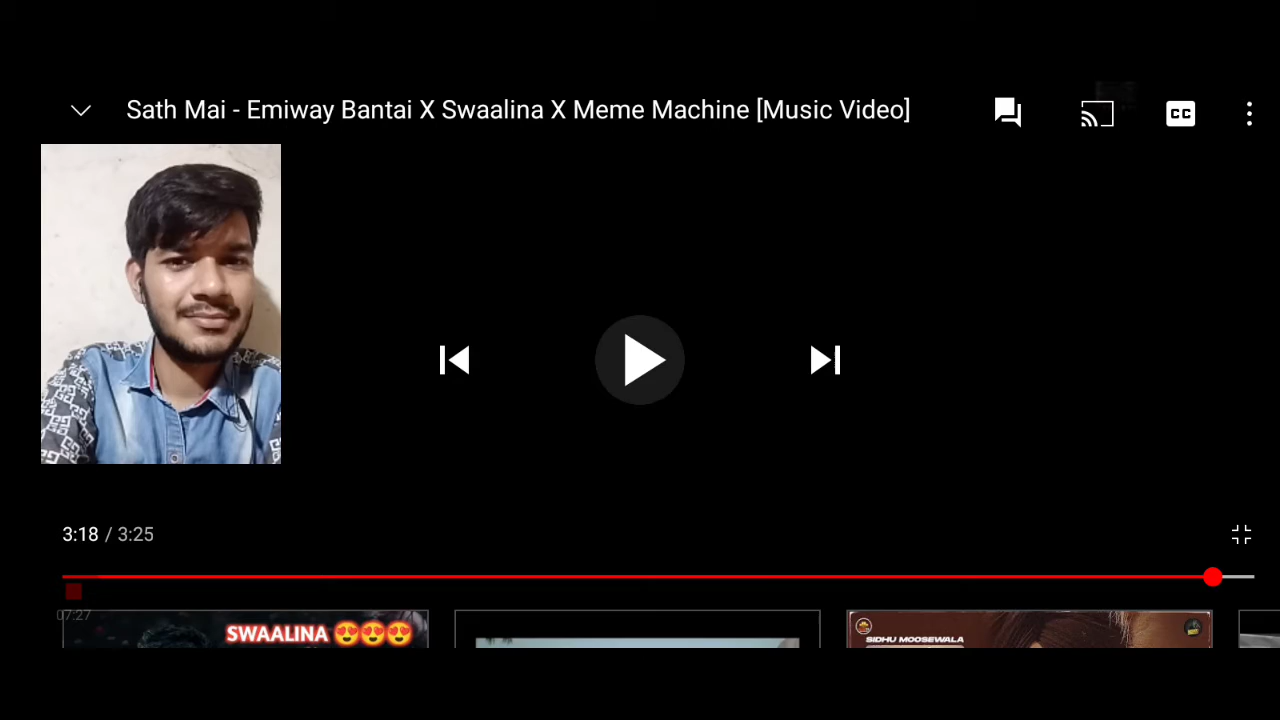 Sath Mai - Emiway Bantai X Swaalina X Meme Machine [Music Video]
CC
3:18 / 3:25
07:27
SWAALINA 😍😍😍
SIDHU MOOSEWALA